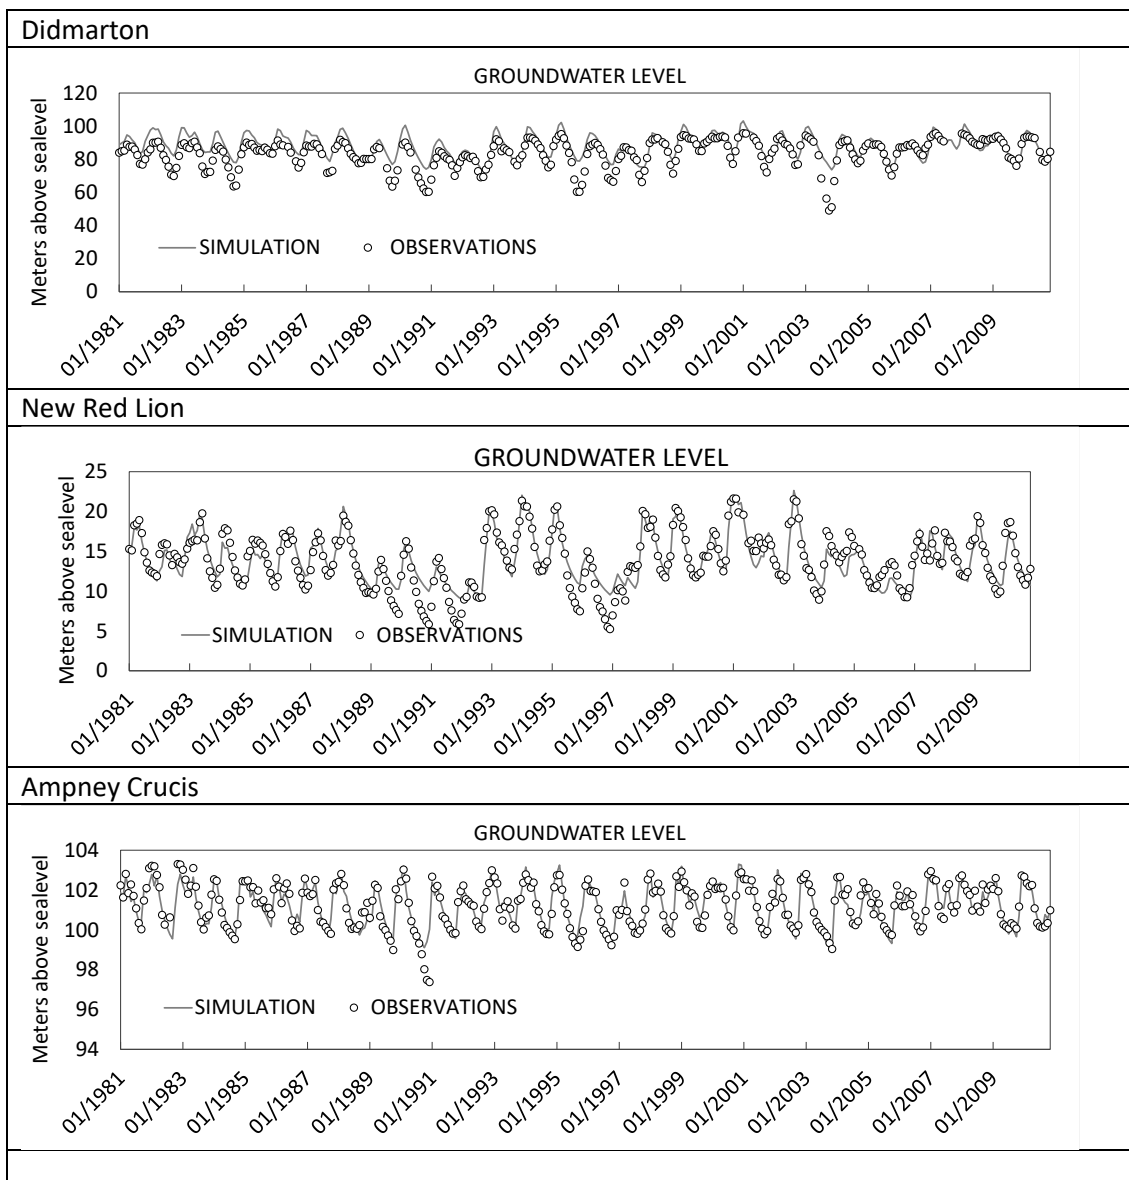 Didmarton
GROUNDWATER LEVEL
Meters above sealevel
120
100
80
60
40
20
0
SIMULATION OBSERVATIONS
01/1981 01/1983 01/1985 01/1987 01/1989 01/1991 01/1993 01/1995 01/1997 01/1999 01/2001 01/2003 01/2005 01/2007 01/2009
New Red Lion
GROUNDWATER LEVEL
Meters above sealevel
25
20
15
10
5
0
SIMULATION OBSERVATIONS
01/1981 01/1983 01/1985 01/1987 01/1989 01/1991 01/1993 01/1995 01/1997 01/1999 01/2001 01/2003 01/2005 01/2007 01/2009
Ampney Crucis
GROUNDWATER LEVEL
Meters above sealevel
104
102
100
98
96
94
SIMULATION OBSERVATIONS
01/1981 01/1983 01/1985 01/1987 01/1989 01/1991 01/1993 01/1995 01/1997 01/1999 01/2001 01/2003 01/2005 01/2007 01/2009